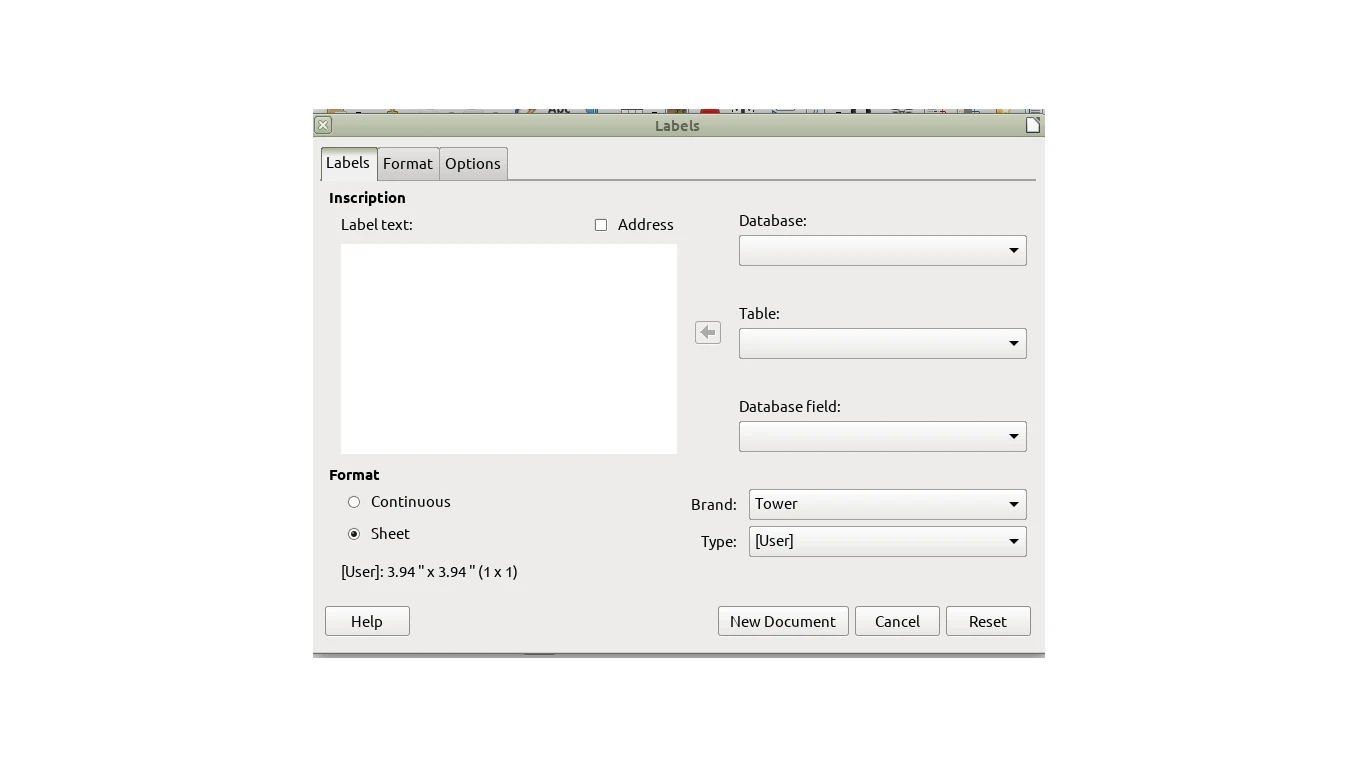 Labels
Labels Format Options
Inscription
Label text:
Address
Database:
Table:
Database field:
Format
Continuous
Sheet
Brand: Tower
Type: [User]
[User]: 3.94 " x 3.94 " (1 x 1)
Help New Document Cancel Reset